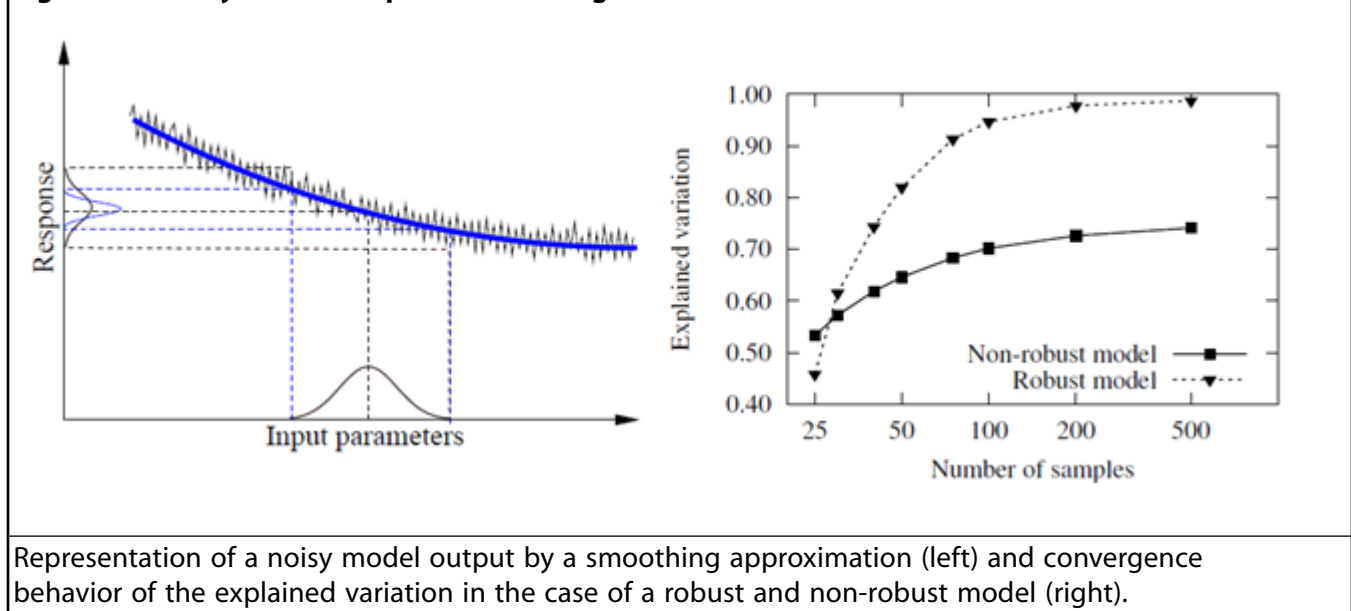 Response
Input parameters
1.00
0.90
0.80
0.70
0.60
0.50
0.40
Explained variation
Non-robust model
Robust model
25 50 100 200 500
Number of samples
Representation of a noisy model output by a smoothing approximation (left) and convergence
behavior of the explained variation in the case of a robust and non-robust model (right).